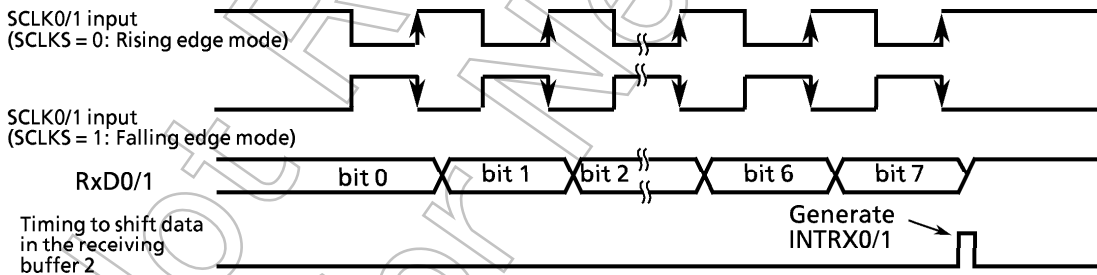 SCLK0/1 input
(SCLKS = 0: Rising edge mode)
SCLK0/1 input
(SCLKS = 1: Falling edge mode)
RxD0/1
bit 0
bit 1
bit 2
bit 6
bit 7
Timing to shift data
in the receiving
buffer 2
Generate
INTRX0/1